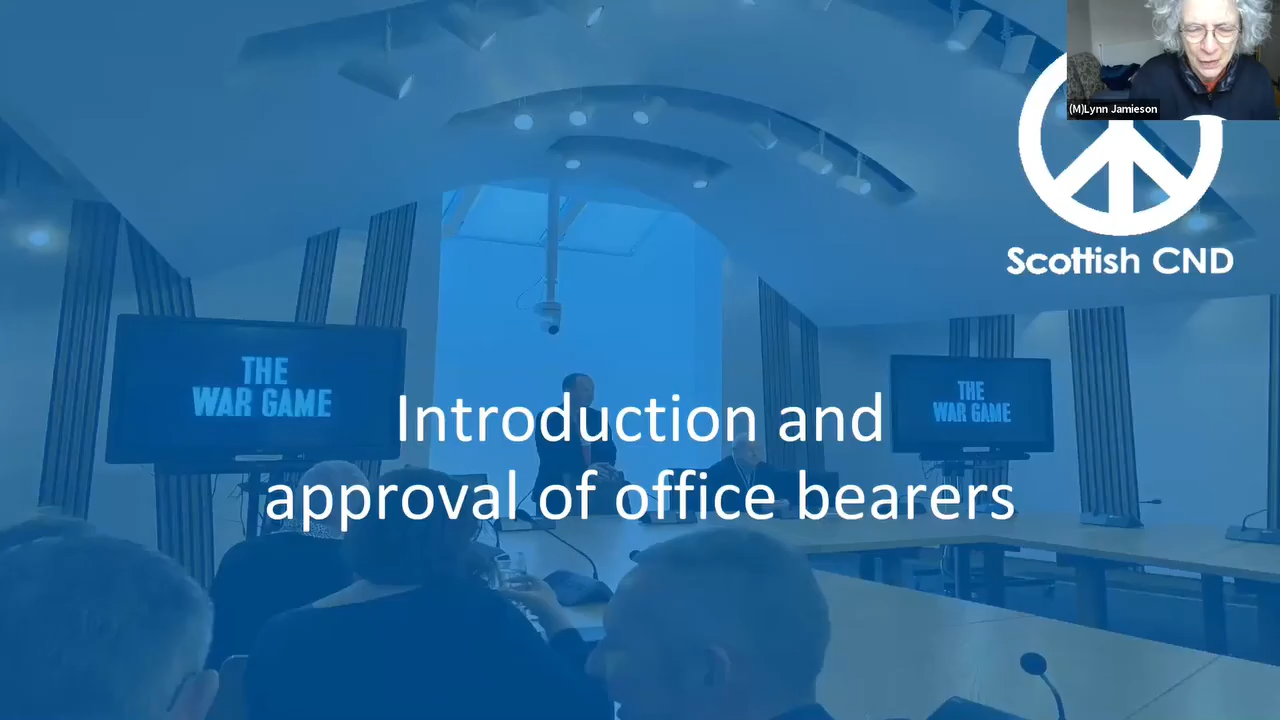 (M)Lynn Jamieson
Scottish CND
THE
WAR GAME
THE
WAR GAME
Introduction and
approval of office bearers